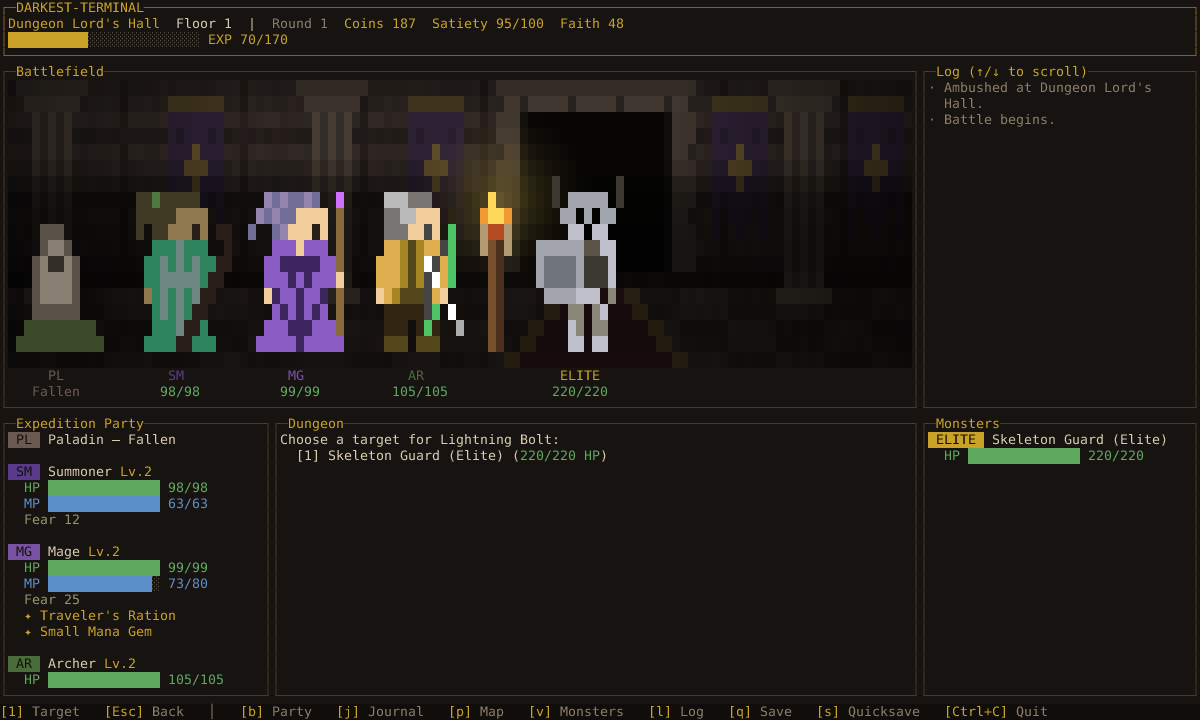 DARKEST-TERMINAL
Dungeon Lord's Hall  Floor 1  |  Round 1  Coins 187  Satiety 95/100  Faith 48
EXP 70/170
Battlefield
PL SM MG AR ELITE
Fallen 98/98 99/99 105/105 220/220
Log (↑/↓ to scroll)
· Ambushed at Dungeon Lord's
Hall.
· Battle begins.
Expedition Party
PL Paladin — Fallen
SM Summoner Lv.2
HP 98/98
MP 63/63
Fear 12
MG Mage Lv.2
HP 99/99
MP 73/80
Fear 25
✦ Traveler's Ration
✦ Small Mana Gem
AR Archer Lv.2
HP 105/105
Dungeon
Choose a target for Lightning Bolt:
[1] Skeleton Guard (Elite) (220/220 HP)
Monsters
ELITE Skeleton Guard (Elite)
HP 220/220
[1] Target  [Esc] Back  │  [b] Party  [j] Journal  [p] Map  [v] Monsters  [l] Log  [q] Save  [s] Quicksave  [Ctrl+C] Quit